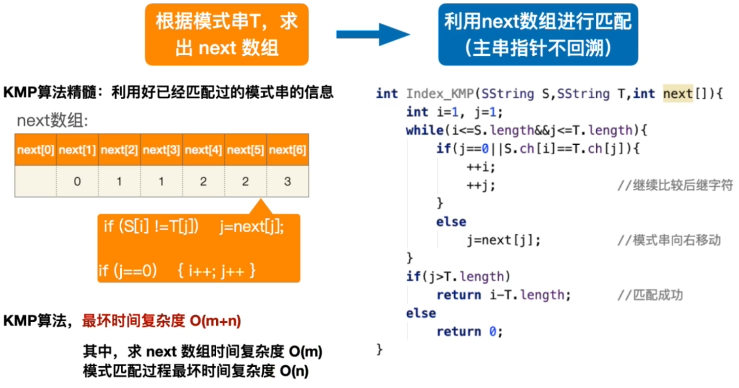 根据模式串T，求
出 next 数组
利用next数组进行匹配
（主串指针不回溯）
KMP算法精髓：利用好已经匹配过的模式串的信息
next数组:
next[0] next[1] next[2] next[3] next[4] next[5] next[6]
0 1 1 2 2 3
if (S[i] !=T[j]) j=next[j];
if (j==0) { i++; j++ }
KMP算法，最坏时间复杂度 O(m+n)
其中，求 next 数组时间复杂度 O(m)
模式匹配过程最坏时间复杂度 O(n)
int Index_KMP(SString S,SString T,int next[]){
int i=1, j=1;
while(i<=S.length&&j<=T.length){
if(j==0||S.ch[i]==T.ch[j]){
++i;
++j; //继续比较后继字符
}
else
j=next[j]; //模式串向右移动
}
if(j>T.length)
return i-T.length; //匹配成功
else
return 0;
}